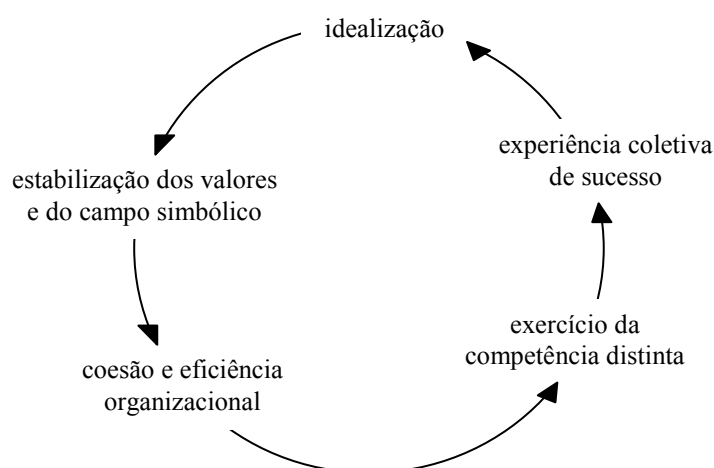 idealização
experiência coletiva
de sucesso
estabilização dos valores
e do campo simbólico
exercício da
competência distinta
coesão e eficiência
organizacional